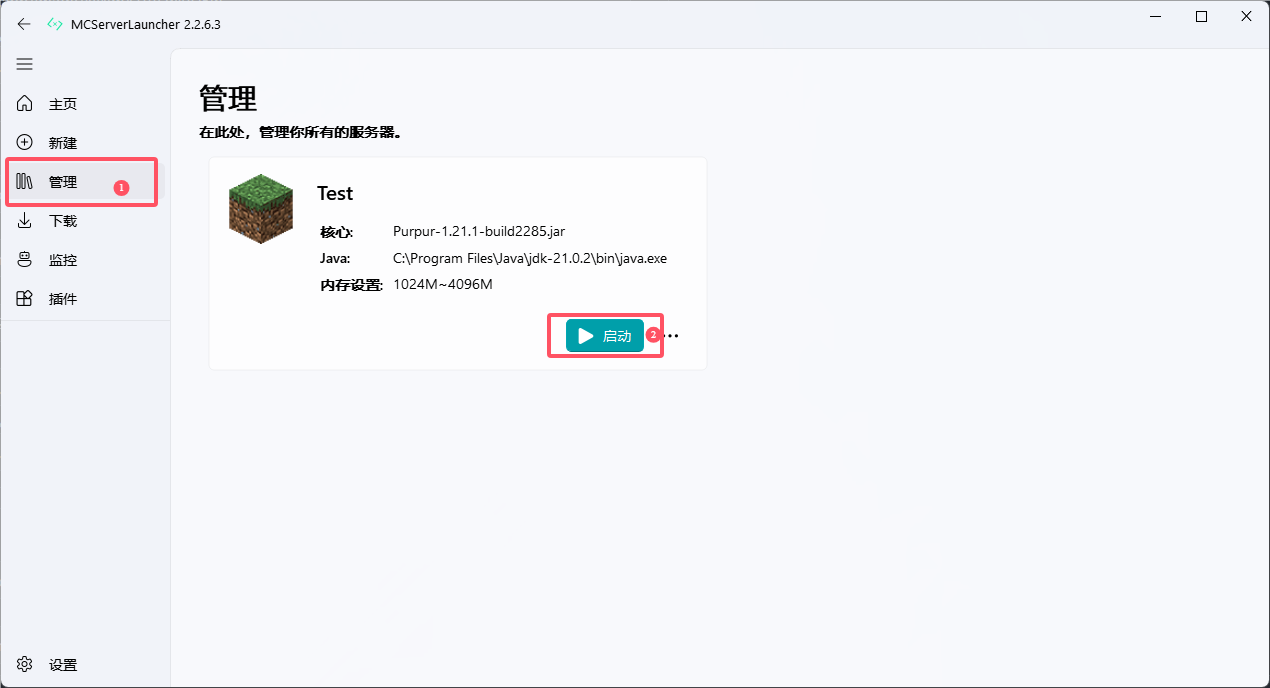 MCServerLauncher 2.2.6.3
主页
新建
管理 1
下载
监控
插件
设置
管理
在此处，管理你所有的服务器。
Test
核心: Purpur-1.21.1-build2285.jar
Java: C:\Program Files\Java\jdk-21.0.2\bin\java.exe
内存设置: 1024M~4096M
启动 2 ...